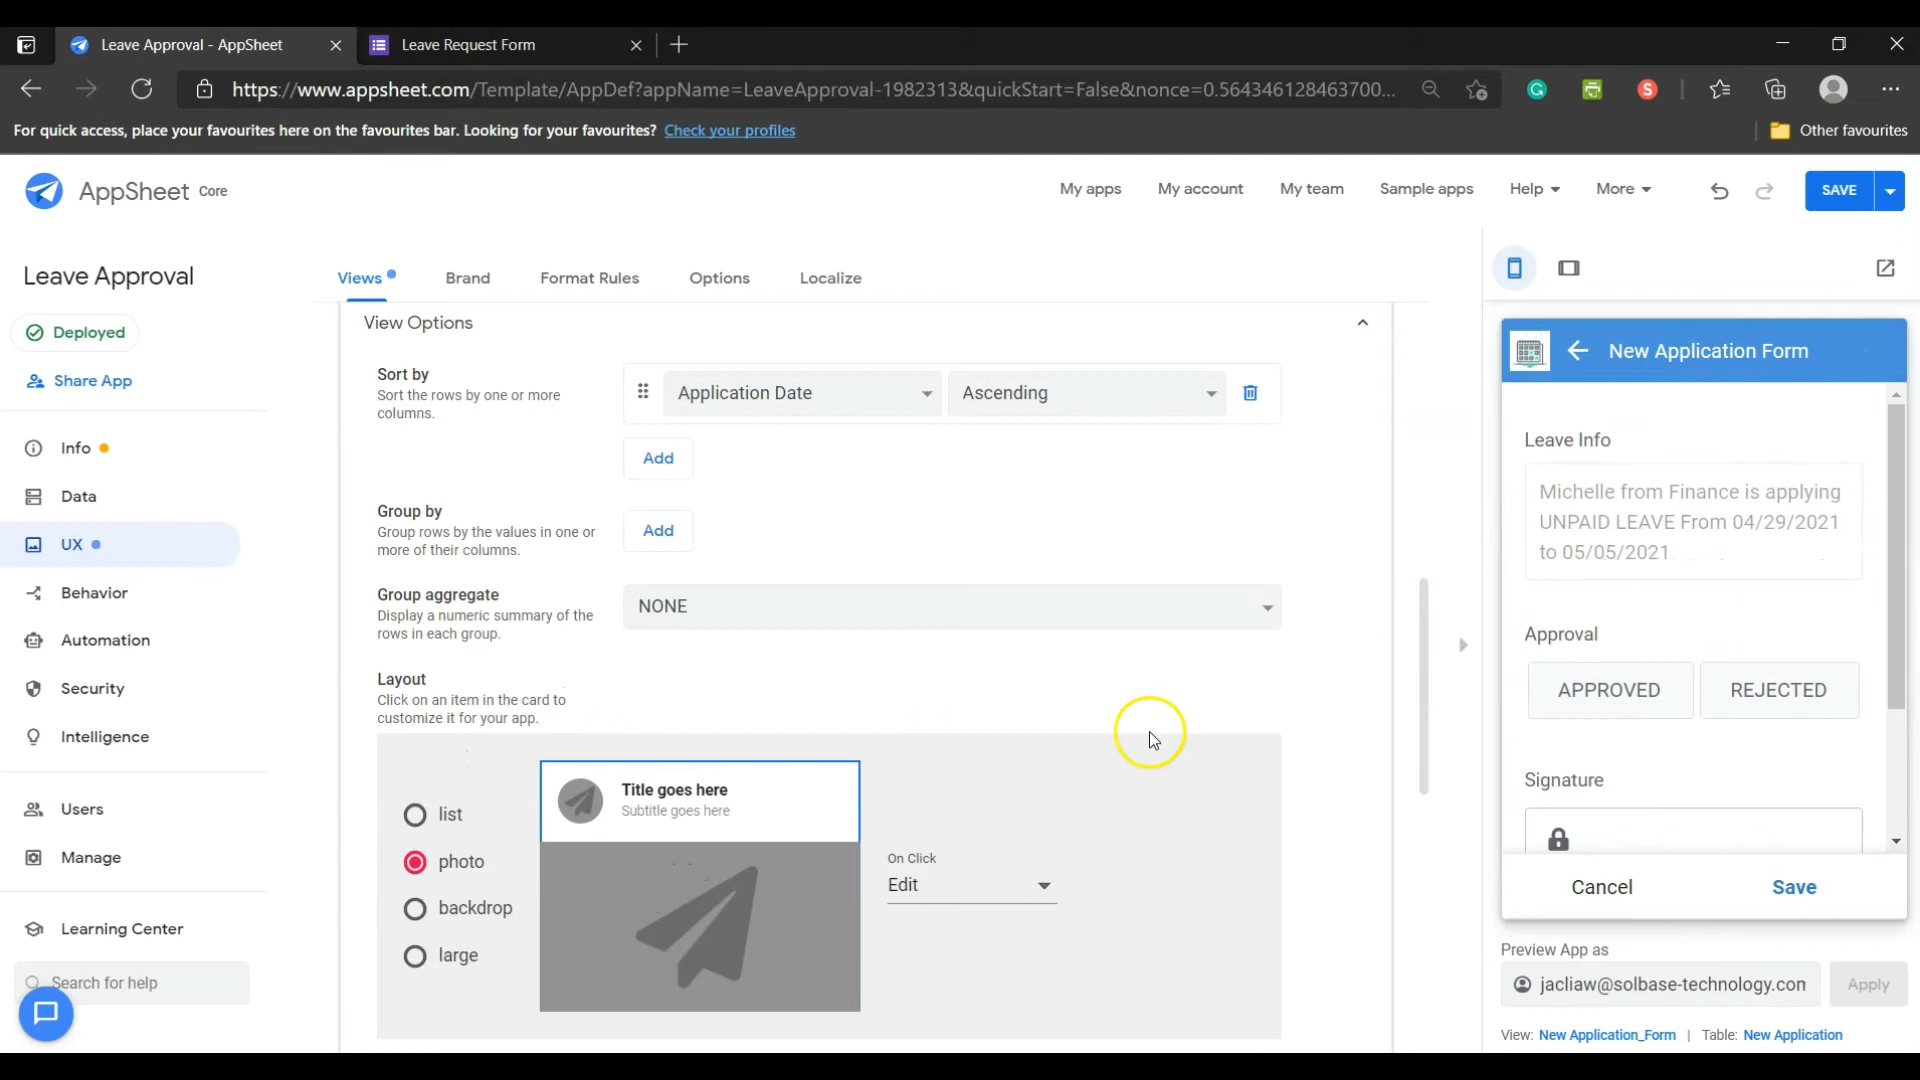 Leave Approval - AppSheet
Leave Request Form
https://www.appsheet.com/Template/AppDef?appName=LeaveApproval-1982313&quickStart=False&nonce=0.564346128463700...
For quick access, place your favourites here on the favourites bar. Looking for your favourites? Check your profiles
Other favourites
AppSheet Core
My apps
My account
My team
Sample apps
Help
More
SAVE
Leave Approval
Deployed
Share App
Info
Data
UX
Behavior
Automation
Security
Intelligence
Users
Manage
Learning Center
Search for help
Views
Brand
Format Rules
Options
Localize
View Options
Sort by
Sort the rows by one or more
columns.
Application Date
Ascending
Add
Group by
Group rows by the values in one or
more of their columns.
Add
Group aggregate
Display a numeric summary of the
rows in each group.
NONE
Layout
Click on an item in the card to
customize it for your app.
list
photo
backdrop
large
Title goes here
Subtitle goes here
On Click
Edit
New Application Form
Leave Info
Michelle from Finance is applying
UNPAID LEAVE From 04/29/2021
to 05/05/2021
Approval
APPROVED
REJECTED
Signature
Cancel
Save
Preview App as
jacliaw@solbase-technology.con
Apply
View: New Application_Form | Table: New Application